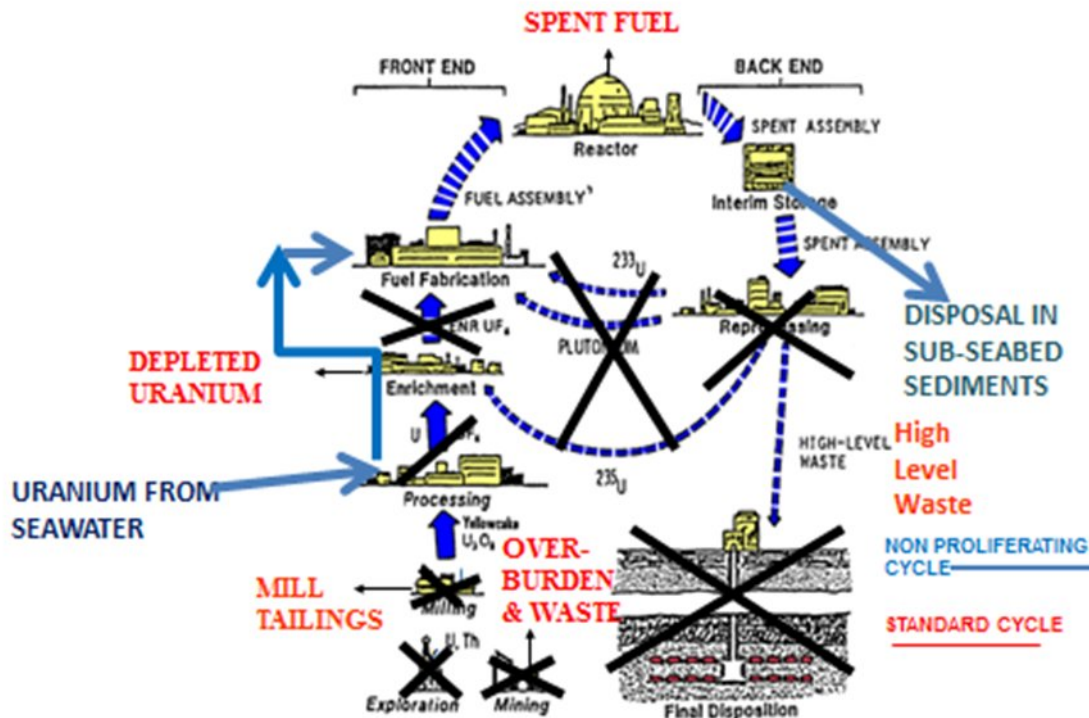 SPENT FUEL
FRONT END
BACK END
SPENT ASSEMBLY
Reactor
Interim Storage
FUEL ASSEMBLY
SPENT ASSEMBLY
Fuel Fabrication
233U
Reprocessing
DISPOSAL IN
SUB-SEABED
SEDIMENTS
ENR UF6
PLUTONIUM
DEPLETED
URANIUM
Enrichment
HIGH-LEVEL
WASTE
High
Level
Waste
235U
URANIUM FROM
SEAWATER
Processing
Yellowcake
U3O8
NON PROLIFERATING
CYCLE
OVER-
BURDEN
& WASTE
MILL
TAILINGS
Milling
STANDARD CYCLE
U, Th
Exploration
Mining
Final Disposition